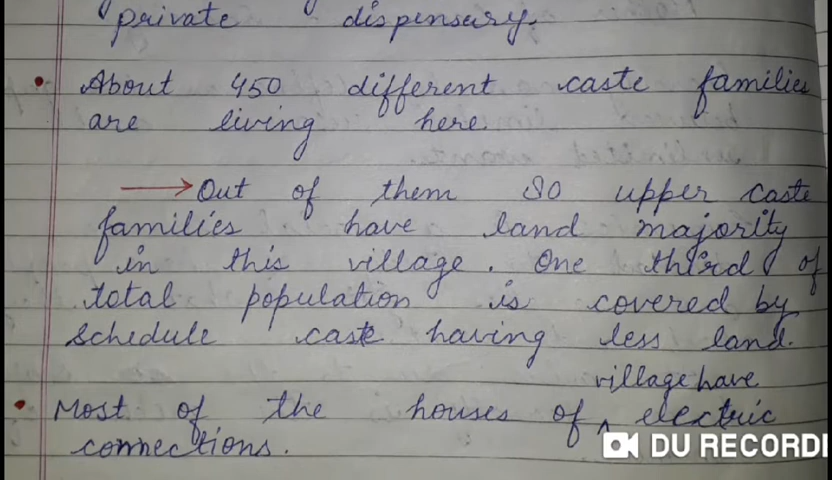 private dispensary.
• About 450 different caste families
are living here.
→ Out of them 80 upper caste
families have land majority
in this village. One third of
total population is covered by
schedule caste having less land.
village have
• Most of the houses of ^ electric
connections.
DU RECORDI